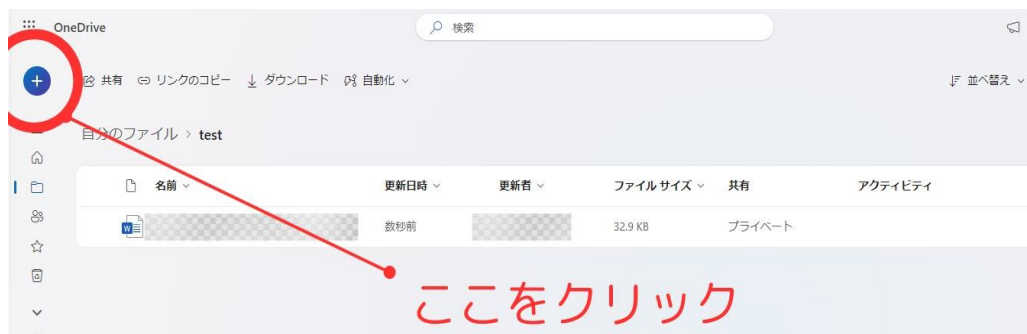 OneDrive
検索
共有 リンクのコピー ダウンロード 自動化
並べ替え
自分のファイル > test
名前 更新日時 更新者 ファイル サイズ 共有 アクティビティ
数秒前 32.9 KB プライベート
ここをクリック